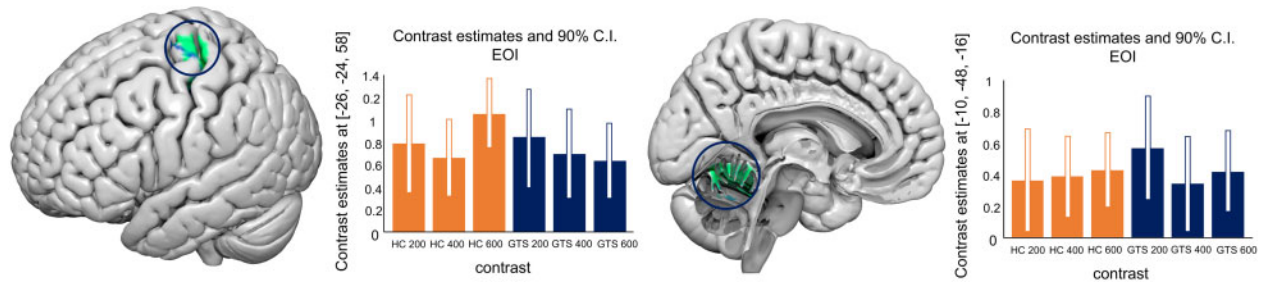 Contrast estimates and 90% C.I.
EOI
Contrast estimates at [-26, -24, 58]
1.4
0.2
1
0.8
0.6
0.4
0.2
0
HC 200 HC 400 HC 600 GTS 200 GTS 400 GTS 600
contrast
Contrast estimates and 90% C.I.
EOI
Contrast estimates at [-10, -48, -16]
1
0.8
0.6
0.4
0.2
0
HC 200 HC 400 HC 600 GTS 200 GTS 400 GTS 600
contrast